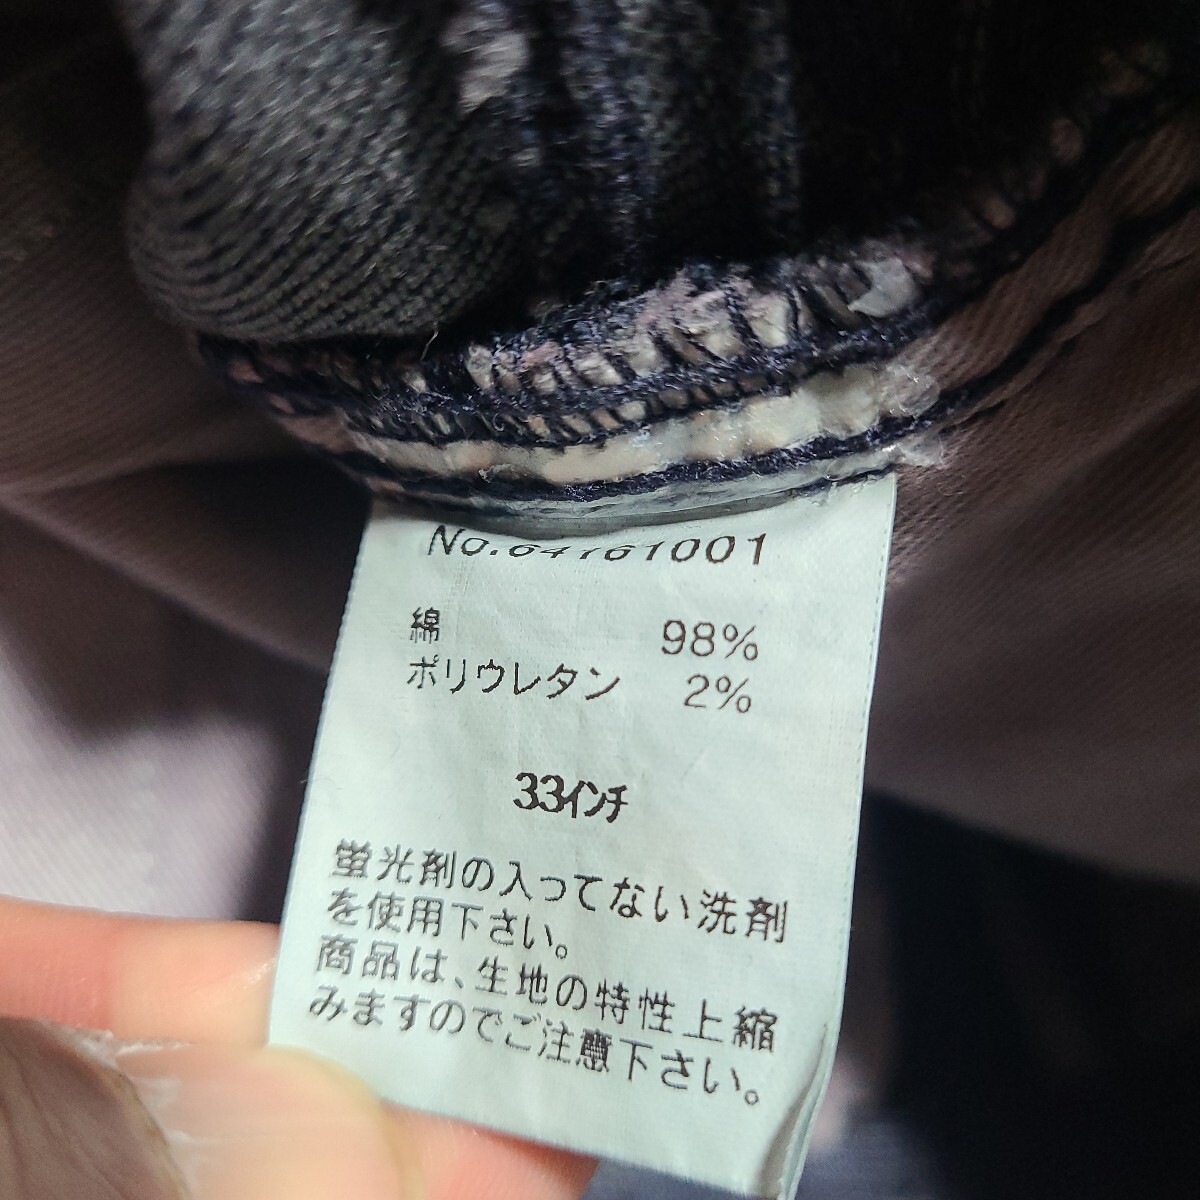 No.64161001
綿 98%
ポリウレタン 2%
33インチ
蛍光剤の入ってない洗剤
を使用下さい。
商品は、生地の特性上縮
みますのでご注意下さい。